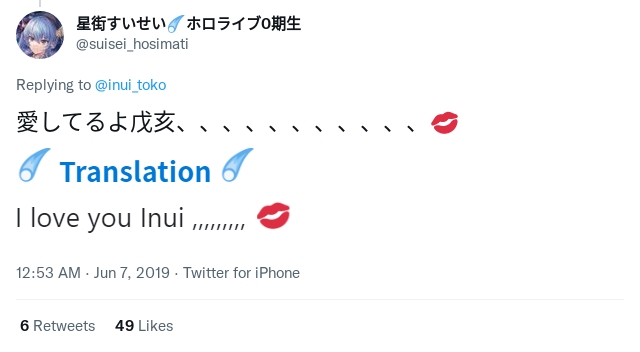 星街すいせい☄️ホロライブ0期生
@suisei_hosimati
Replying to @inui_toko
愛してるよ戌亥、、、、、、、、、、、💋
☄️ Translation ☄️
I love you Inui ,,,,,,,,, 💋
12:53 AM · Jun 7, 2019 · Twitter for iPhone
6 Retweets 49 Likes